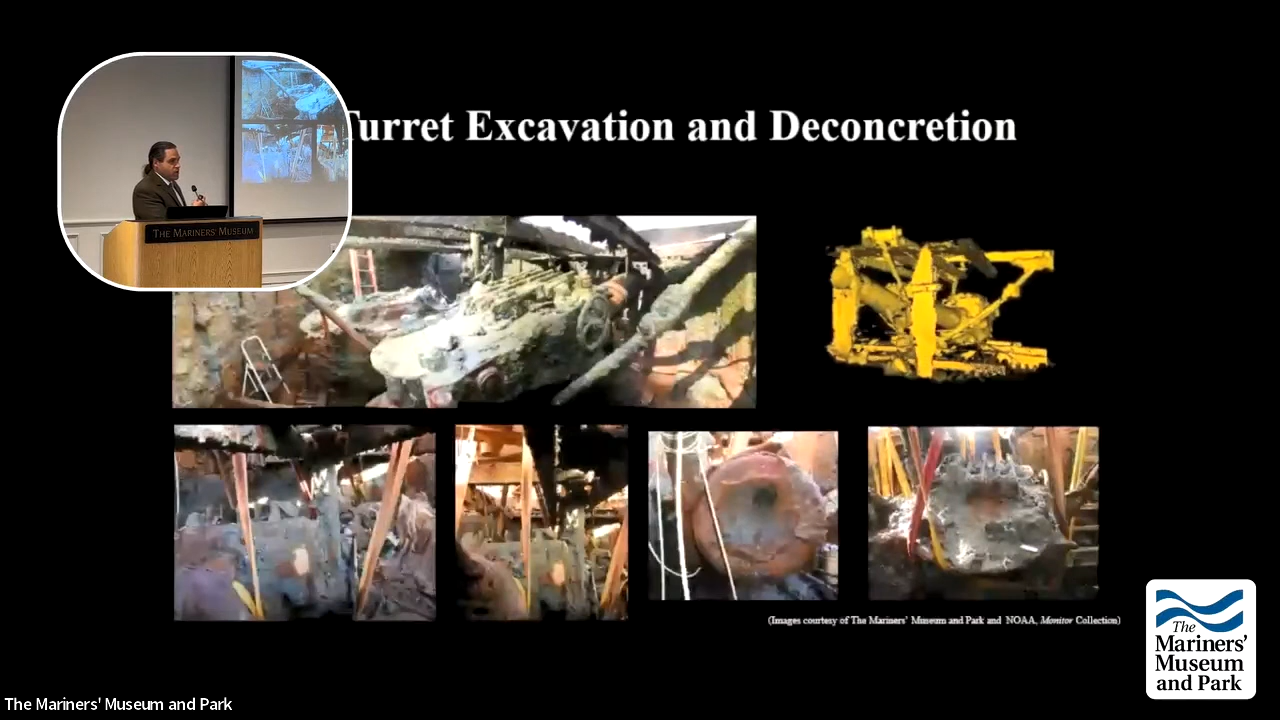 Turret Excavation and Deconcretion
THE MARINERS' MUSEUM
(Images courtesy of The Mariners' Museum and Park and NOAA, Monitor Collection)
The
Mariners'
Museum
and Park
The Mariners' Museum and Park